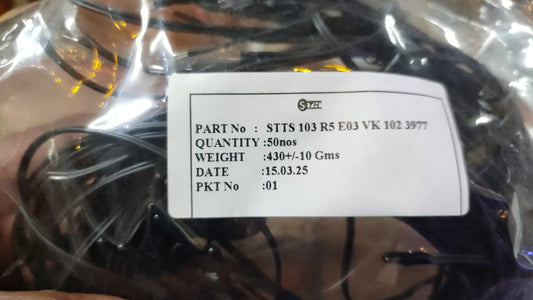 STH
PART No : STTS 103 R5 E03 VK 102 3977
QUANTITY :50nos
WEIGHT :430+/-10 Gms
DATE :15.03.25
PKT No :01